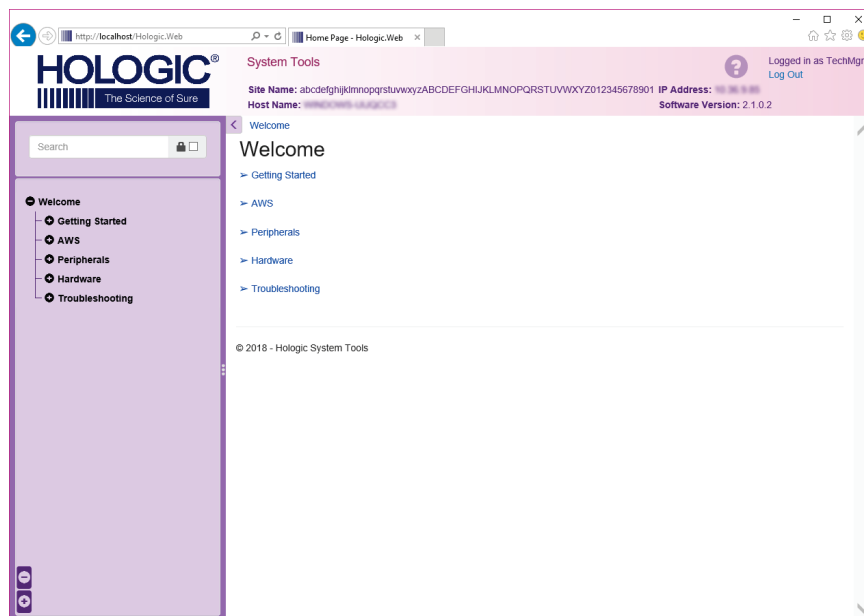 http://localhost/Hologic.Web
Home Page - Hologic.Web
HOLOGIC®
The Science of Sure
System Tools
Logged in as TechMgr
Log Out
Site Name: abcdefghijklmnopqrstuvwxyzABCDEFGHIJKLMNOPQRSTUVWXYZ012345678901 IP Address:
Host Name: Software Version: 2.1.0.2
Search
Welcome
Welcome
Getting Started
AWS
Peripherals
Hardware
Troubleshooting
Welcome
Getting Started
AWS
Peripherals
Hardware
Troubleshooting
© 2018 - Hologic System Tools